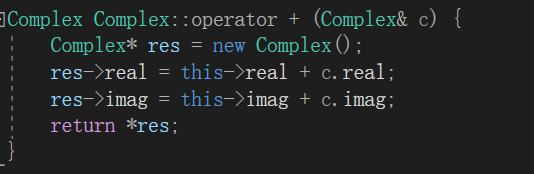 Complex Complex::operator + (Complex& c) {
    Complex* res = new Complex();
    res->real = this->real + c.real;
    res->imag = this->imag + c.imag;
    return *res;
}